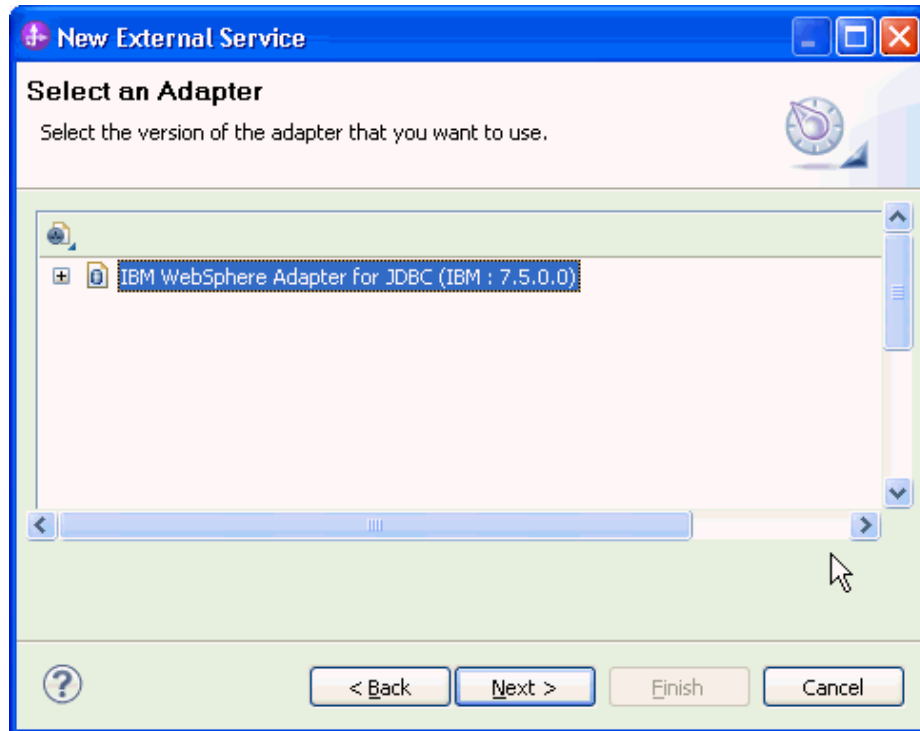 New External Service
Select an Adapter
Select the version of the adapter that you want to use.
IBM WebSphere Adapter for JDBC (IBM : 7.5.0.0)
?
< Back
Next >
Finish
Cancel